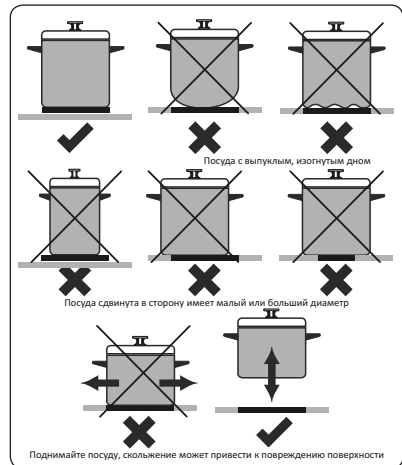 Посуда с выпуклым, изогнутым дном
Посуда сдвинута в сторону имеет малый или больший диаметр
Поднимайте посуду, скольжение может привести к повреждению поверхности